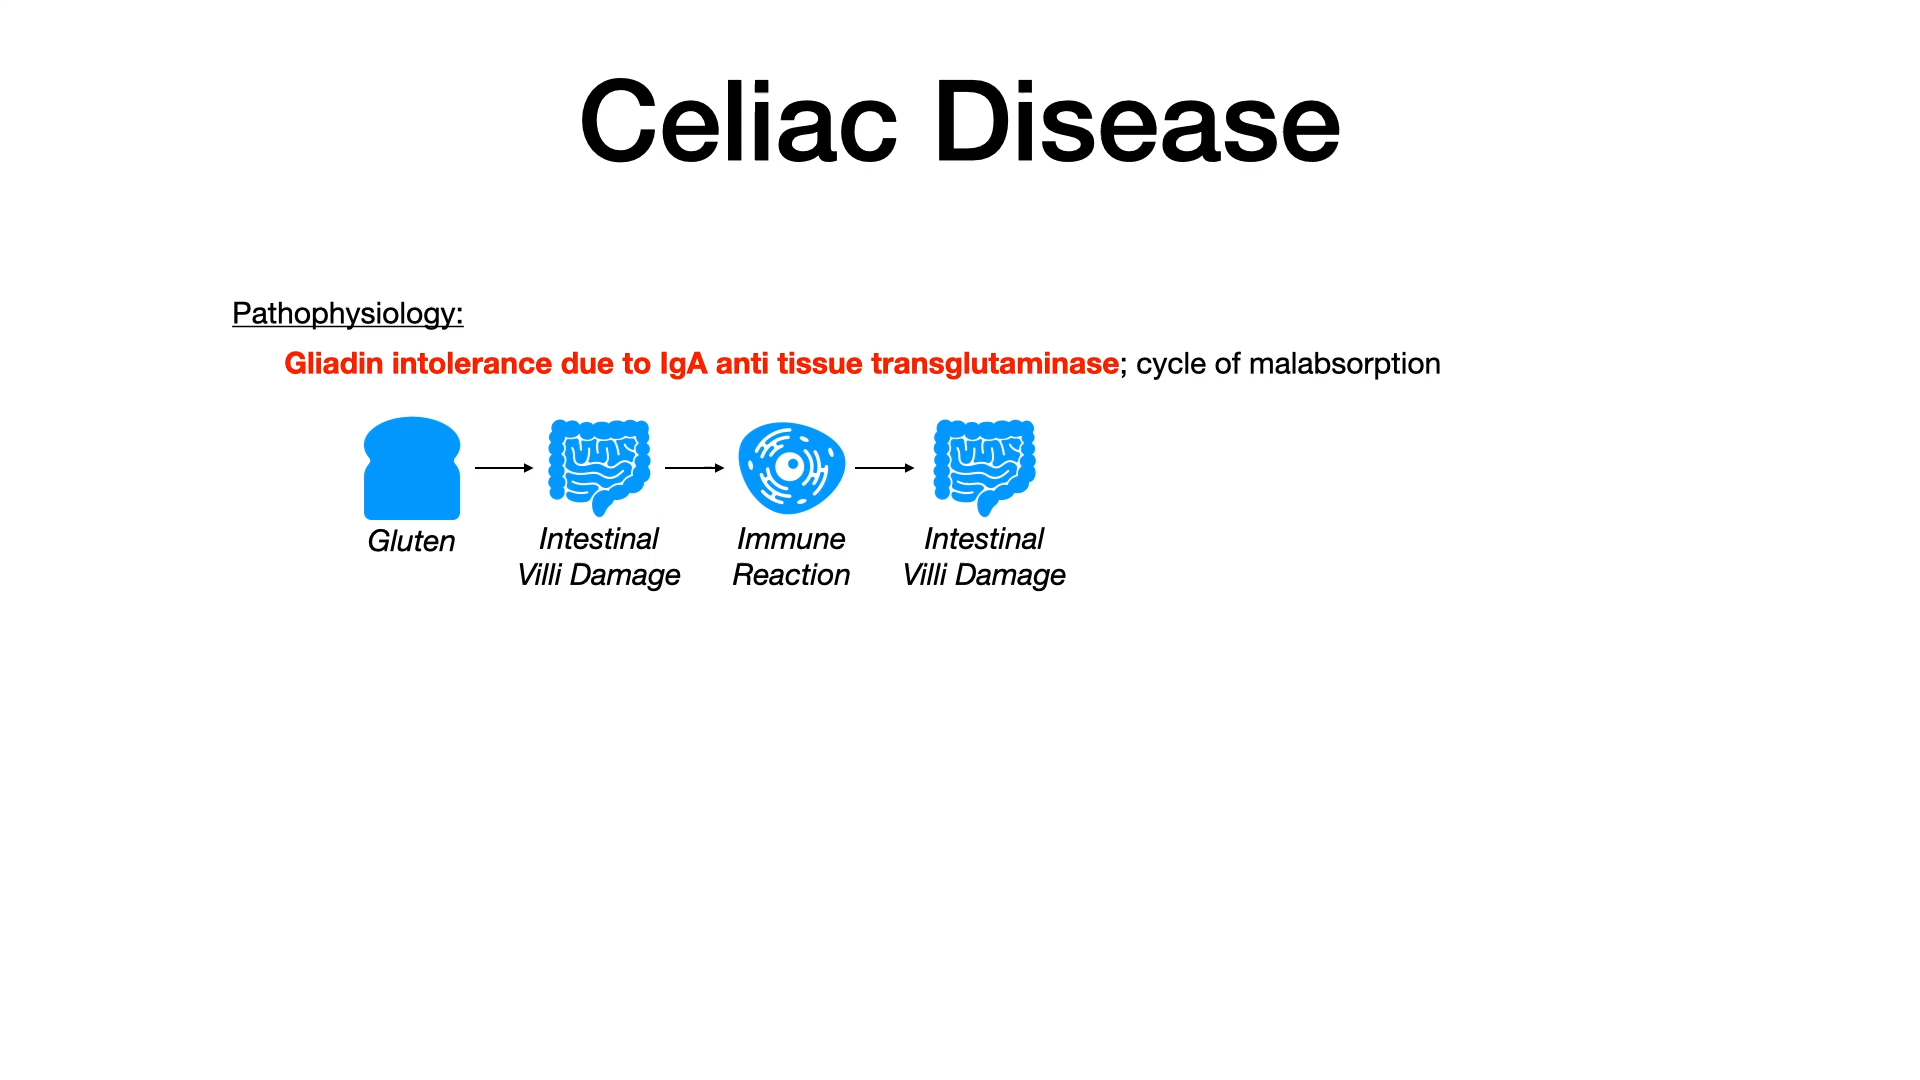 Celiac Disease
Pathophysiology:
Gliadin intolerance due to IgA anti tissue transglutaminase; cycle of malabsorption
Gluten
Intestinal
Villi Damage
Immune
Reaction
Intestinal
Villi Damage